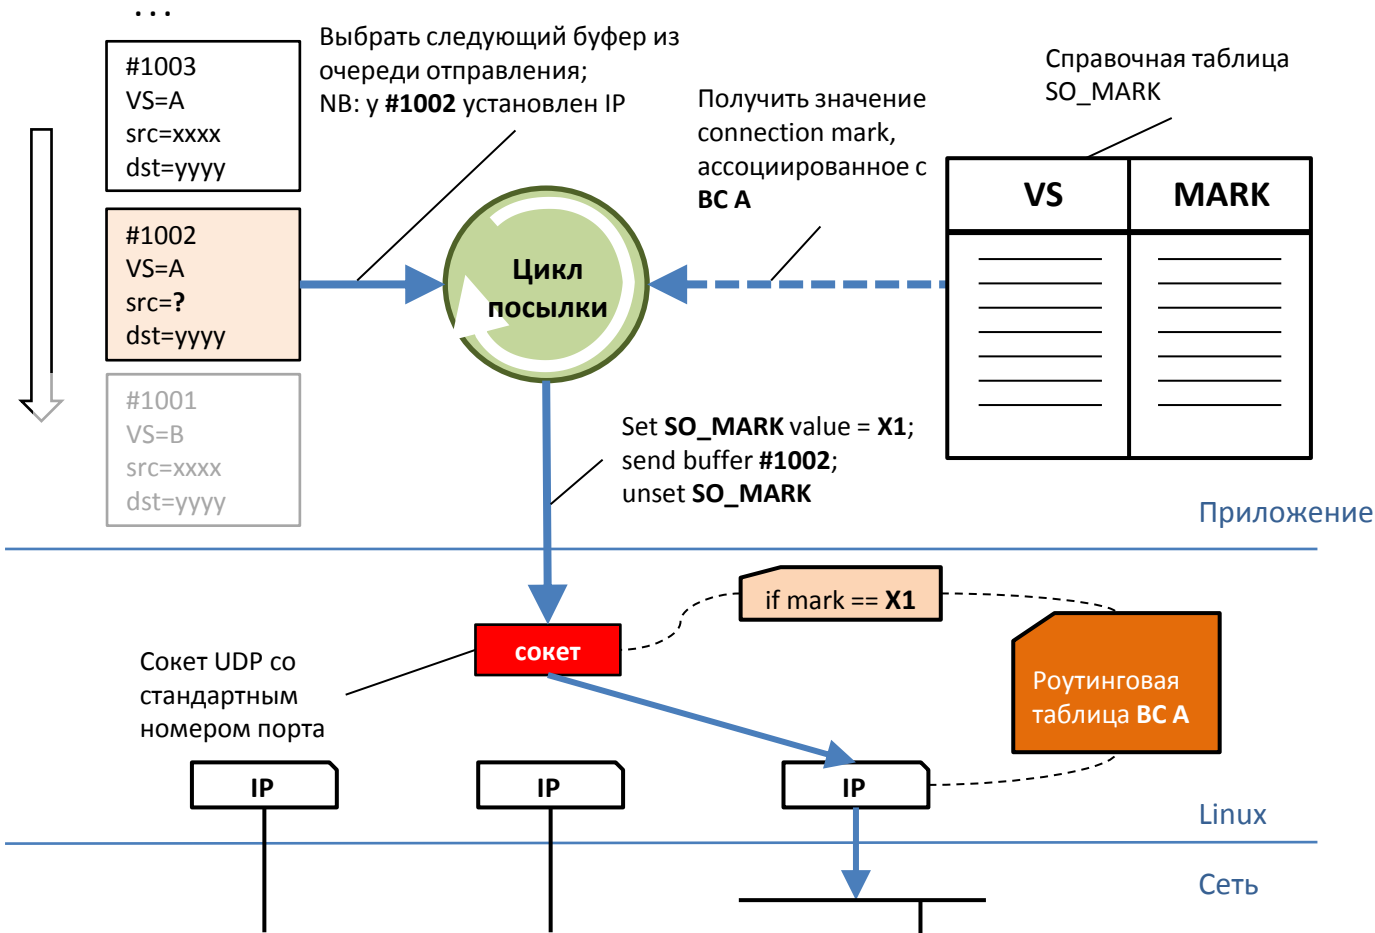 ...
#1003
VS=A
src=xxxx
dst=yyyy
Выбрать следующий буфер из
очереди отправления;
NB: у #1002 установлен IP
Получить значение
connection mark,
ассоциированное с
ВС А
Справочная таблица
SO_MARK
VS
MARK
#1002
VS=A
src=?
dst=yyyy
Цикл
посылки
#1001
VS=B
src=xxxx
dst=yyyy
Set SO_MARK value = X1;
send buffer #1002;
unset SO_MARK
Приложение
if mark == X1
сокет
Сокет UDP со
стандартным
номером порта
Роутинговая
таблица ВС А
IP
IP
IP
Linux
Сеть